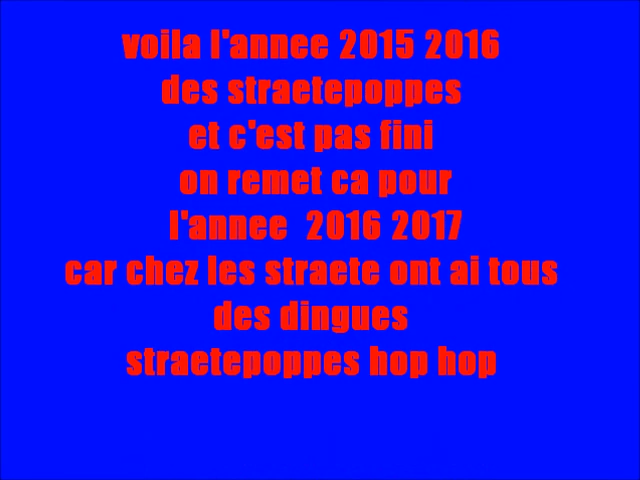 voila l'annee 2015 2016
des straetepoppes
et c'est pas fini
on remet ca pour
l'annee 2016 2017
car chez les straete ont ai tous
des dingues
straetepoppes hop hop